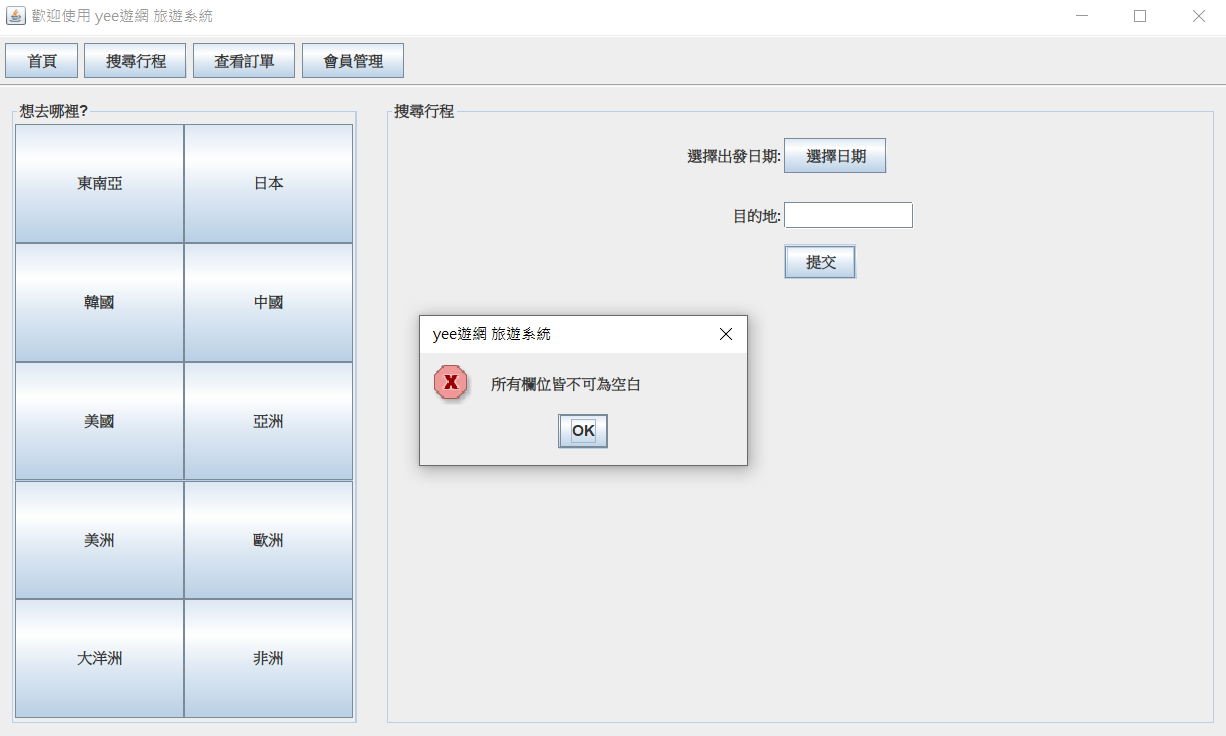 歡迎使用 yee遊網 旅遊系統
首頁 搜尋行程 查看訂單 會員管理
想去哪裡?
東南亞 日本
韓國 中國
美國 亞洲
美洲 歐洲
大洋洲 非洲
搜尋行程
選擇出發日期: 選擇日期
目的地:
提交
yee遊網 旅遊系統
所有欄位皆不可為空白
OK